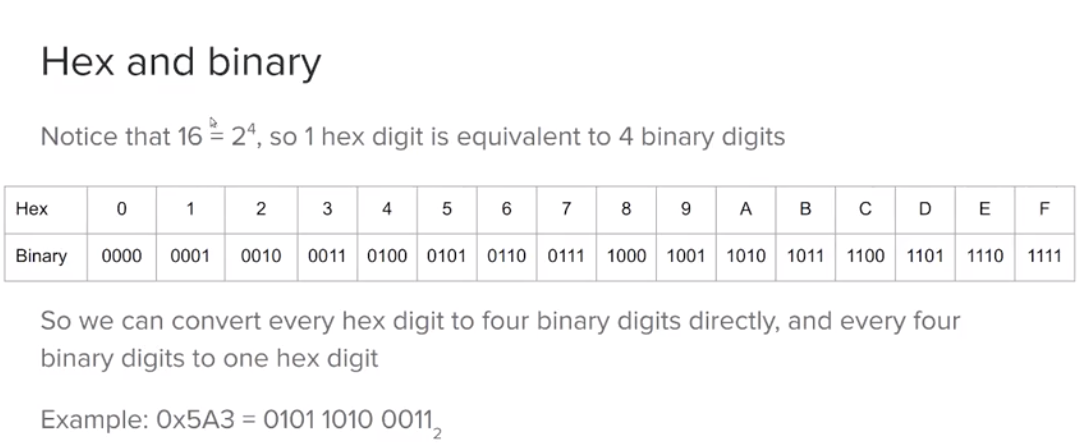 Hex and binary
Notice that 16 = 2⁴, so 1 hex digit is equivalent to 4 binary digits
Hex 0 1 2 3 4 5 6 7 8 9 A B C D E F
Binary 0000 0001 0010 0011 0100 0101 0110 0111 1000 1001 1010 1011 1100 1101 1110 1111
So we can convert every hex digit to four binary digits directly, and every four
binary digits to one hex digit
Example: 0x5A3 = 0101 1010 0011₂